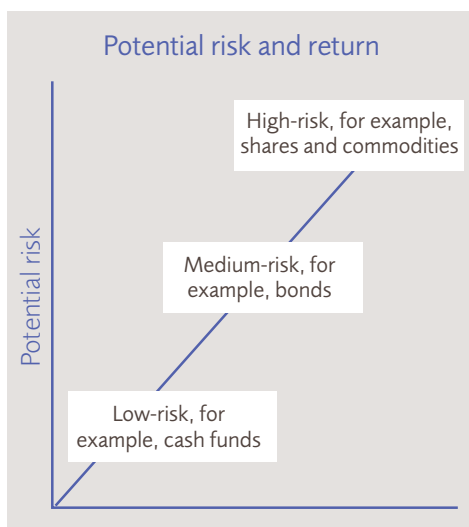 Potential risk and return
High-risk, for example,
shares and commodities
Medium-risk, for
example, bonds
Low-risk, for
example, cash funds
Potential risk